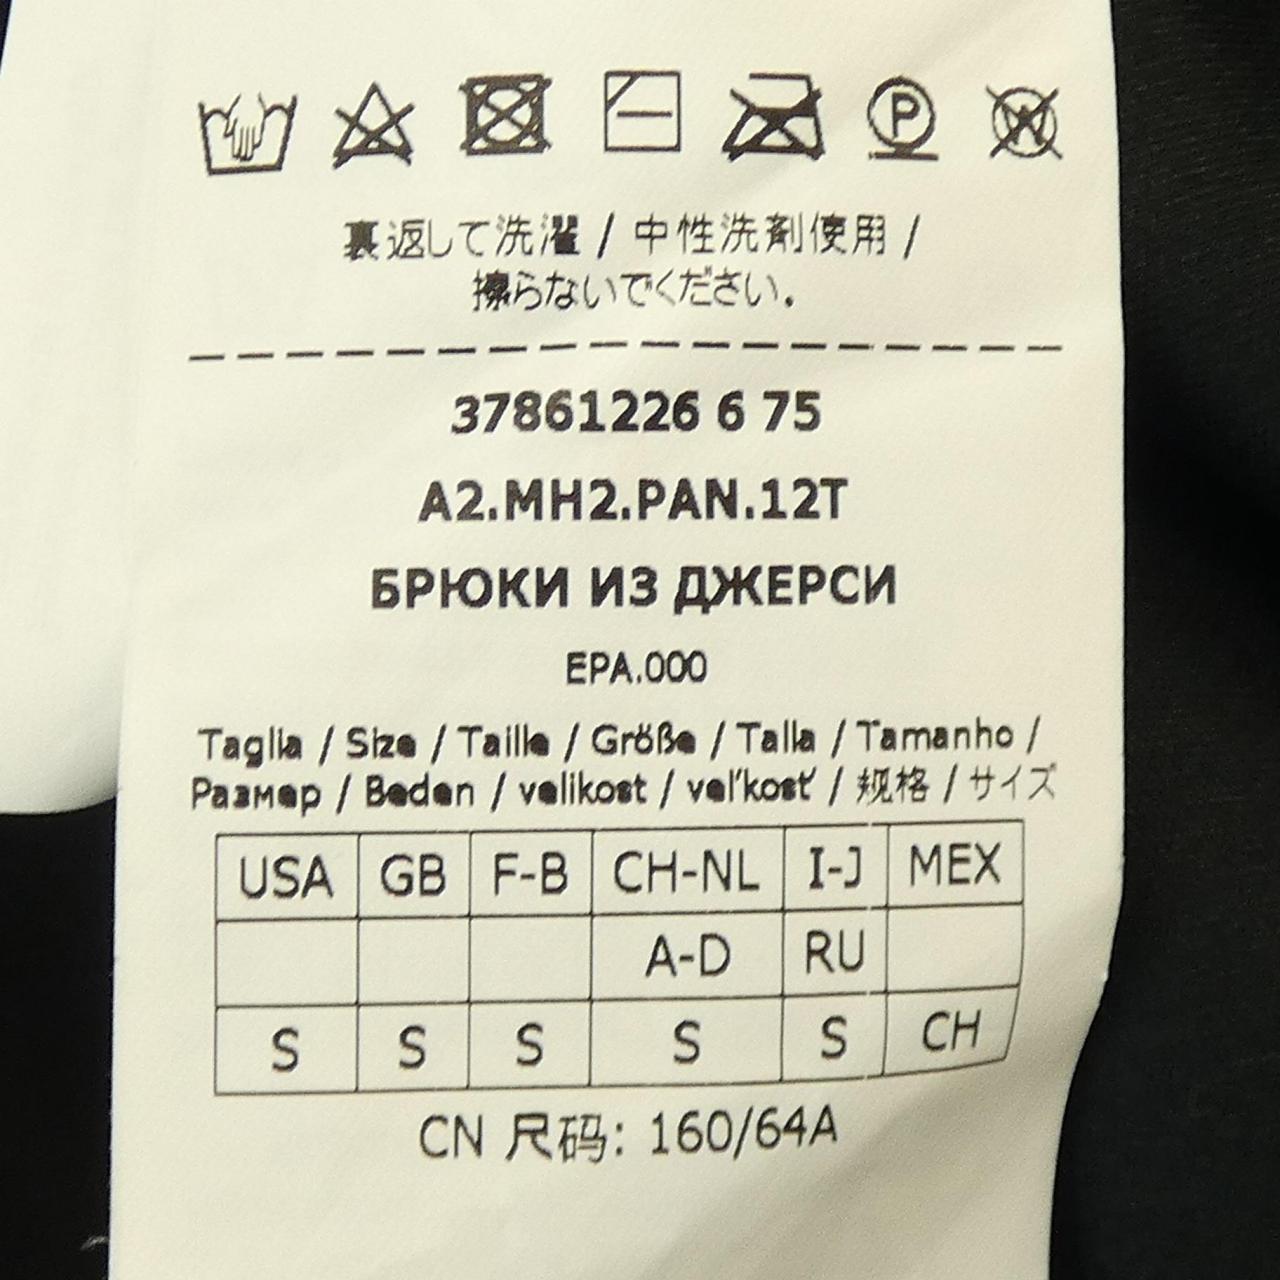 裏返して洗濯 / 中性洗剤使用 /
擦らないでください.
37861226 6 75
A2.MH2.PAN.12T
БРЮКИ ИЗ ДЖЕРСИ
EPA.000
Taglia / Size / Taille / Größe / Talla / Tamanho /
Размер / Beden / velikost / vel'kosť / 规格 / サイズ
USA GB F-B CH-NL I-J MEX
A-D RU
S S S S S CH
CN 尺码: 160/64A